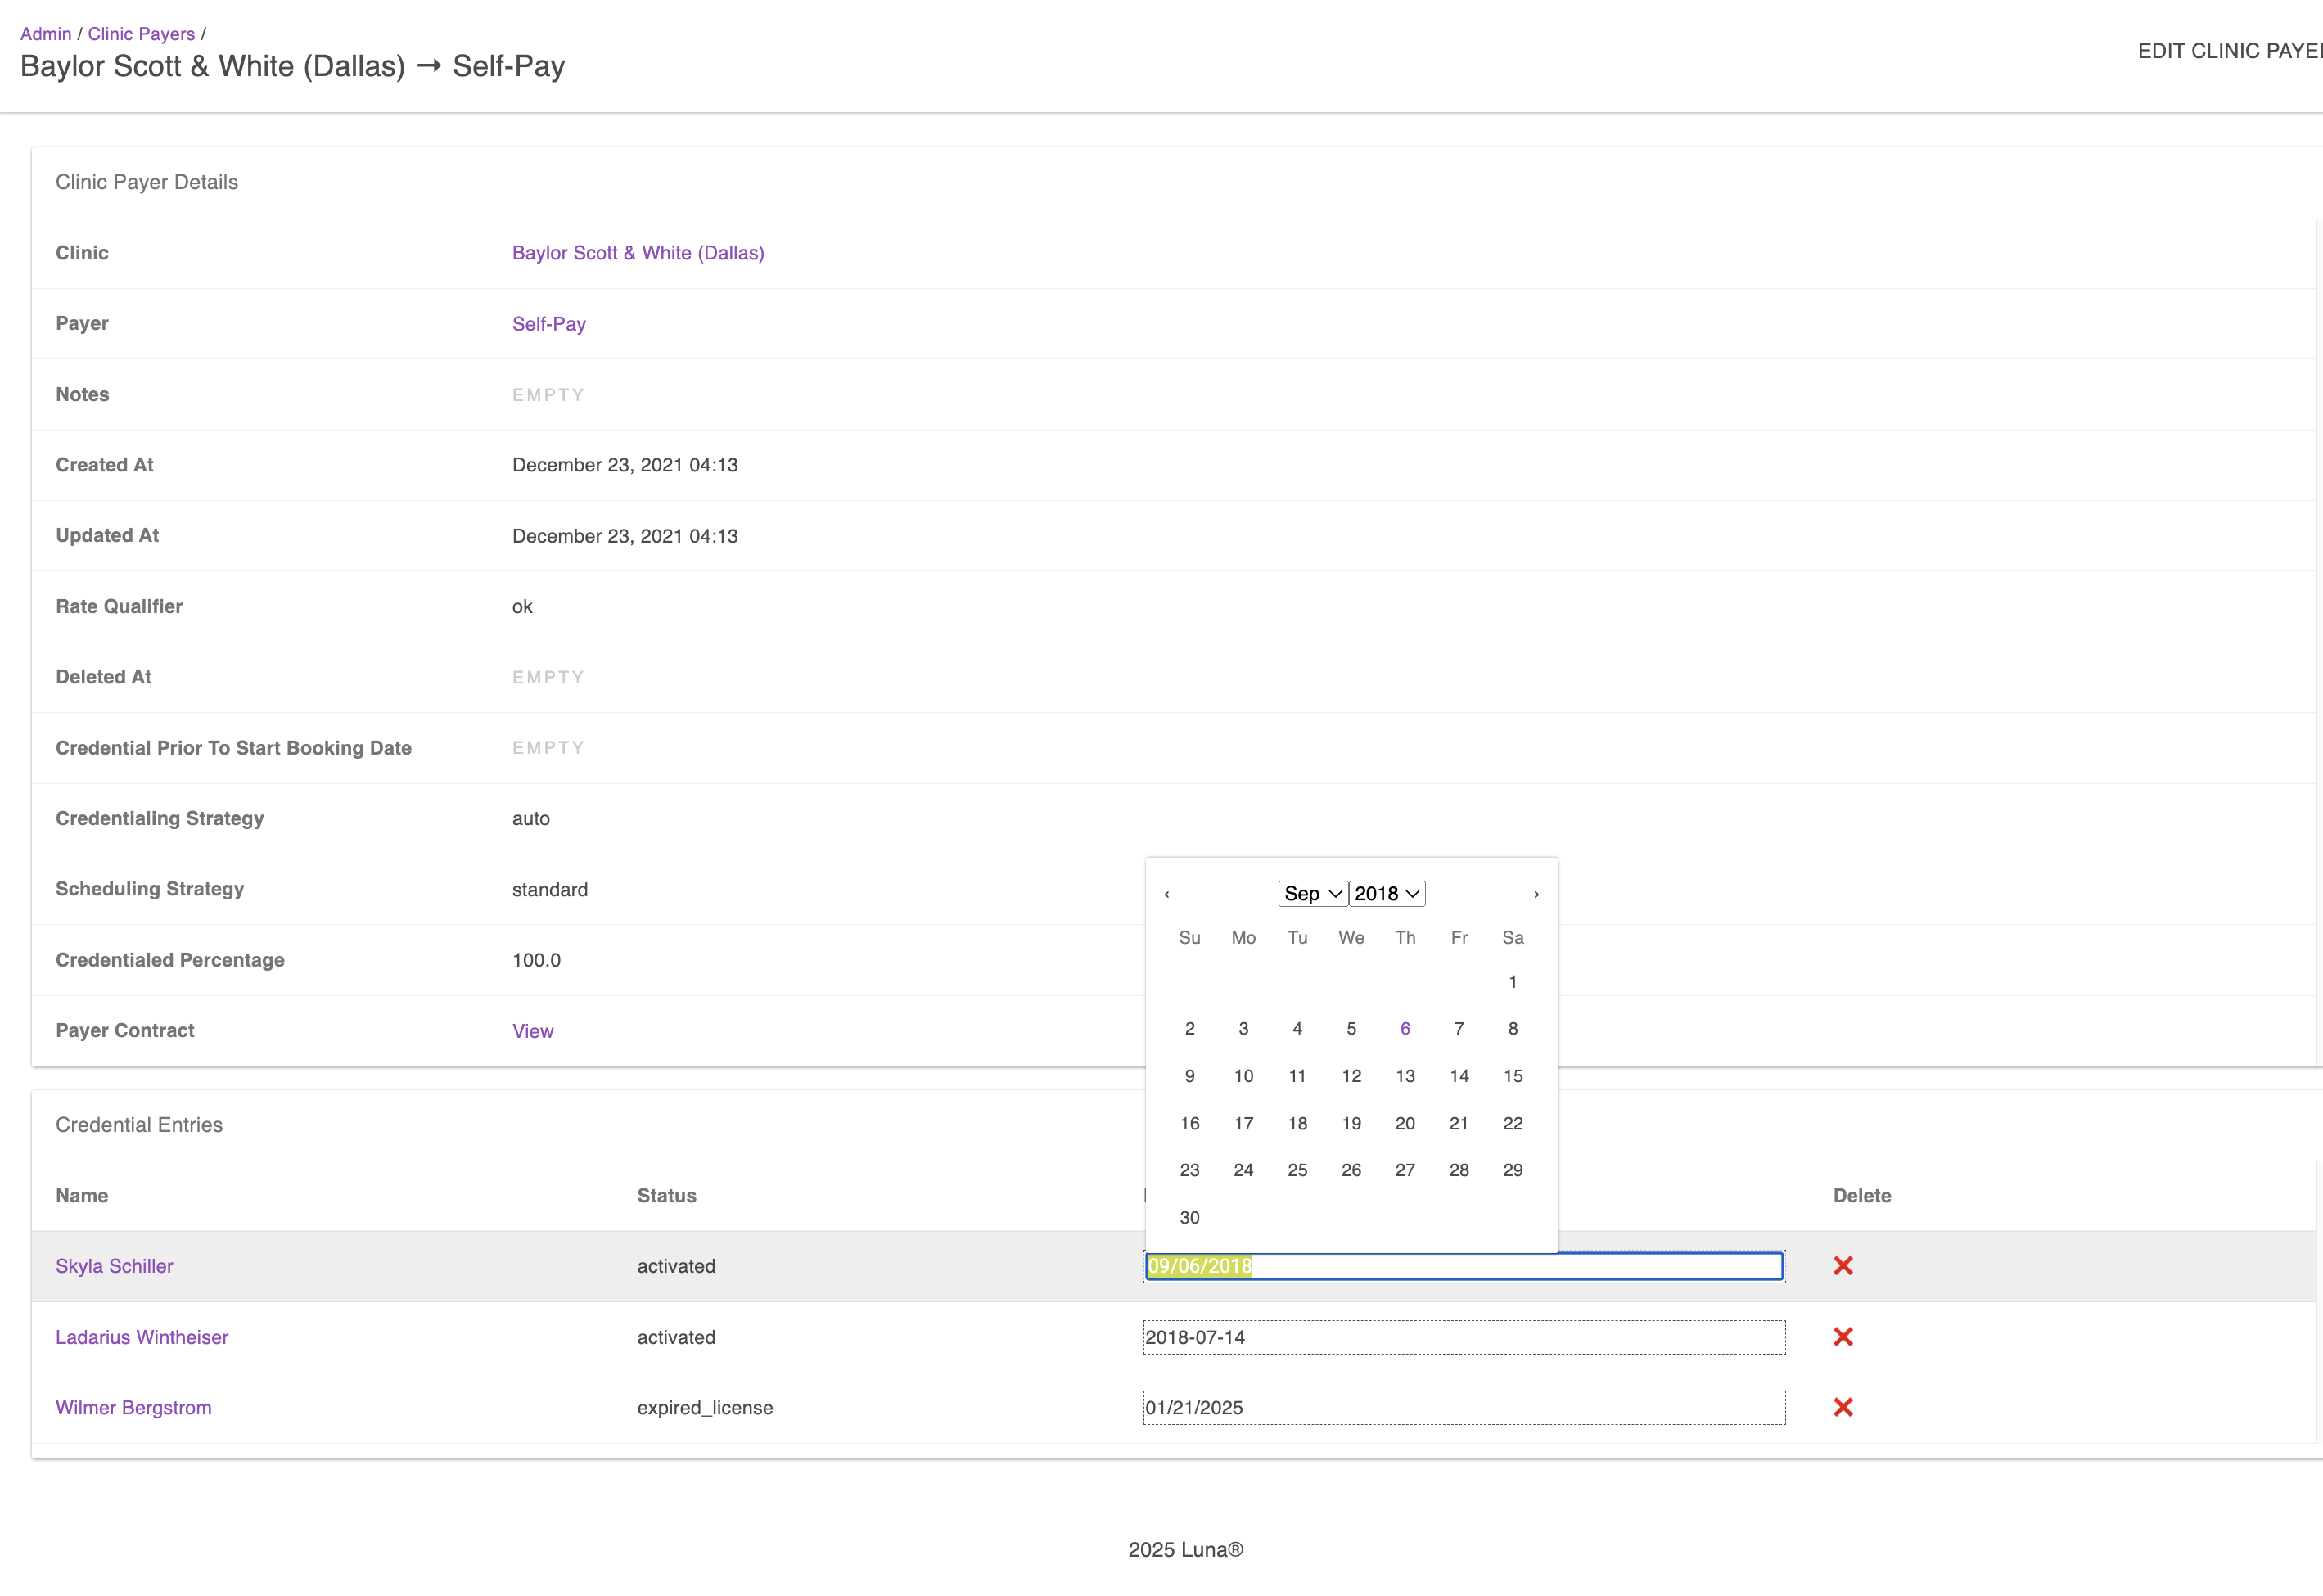 Admin / Clinic Payers /
Baylor Scott & White (Dallas) → Self-Pay
EDIT CLINIC PAYER
Clinic Payer Details
Clinic Baylor Scott & White (Dallas)
Payer Self-Pay
Notes EMPTY
Created At December 23, 2021 04:13
Updated At December 23, 2021 04:13
Rate Qualifier ok
Deleted At EMPTY
Credential Prior To Start Booking Date EMPTY
Credentialing Strategy auto
Scheduling Strategy standard
Credentialed Percentage 100.0
Payer Contract View
‹ Sep 2018 ›
Su Mo Tu We Th Fr Sa
1
2 3 4 5 6 7 8
9 10 11 12 13 14 15
16 17 18 19 20 21 22
23 24 25 26 27 28 29
30
Credential Entries
Name Status Delete
Skyla Schiller activated 09/06/2018
Ladarius Wintheiser activated 2018-07-14
Wilmer Bergstrom expired_license 01/21/2025
2025 Luna®